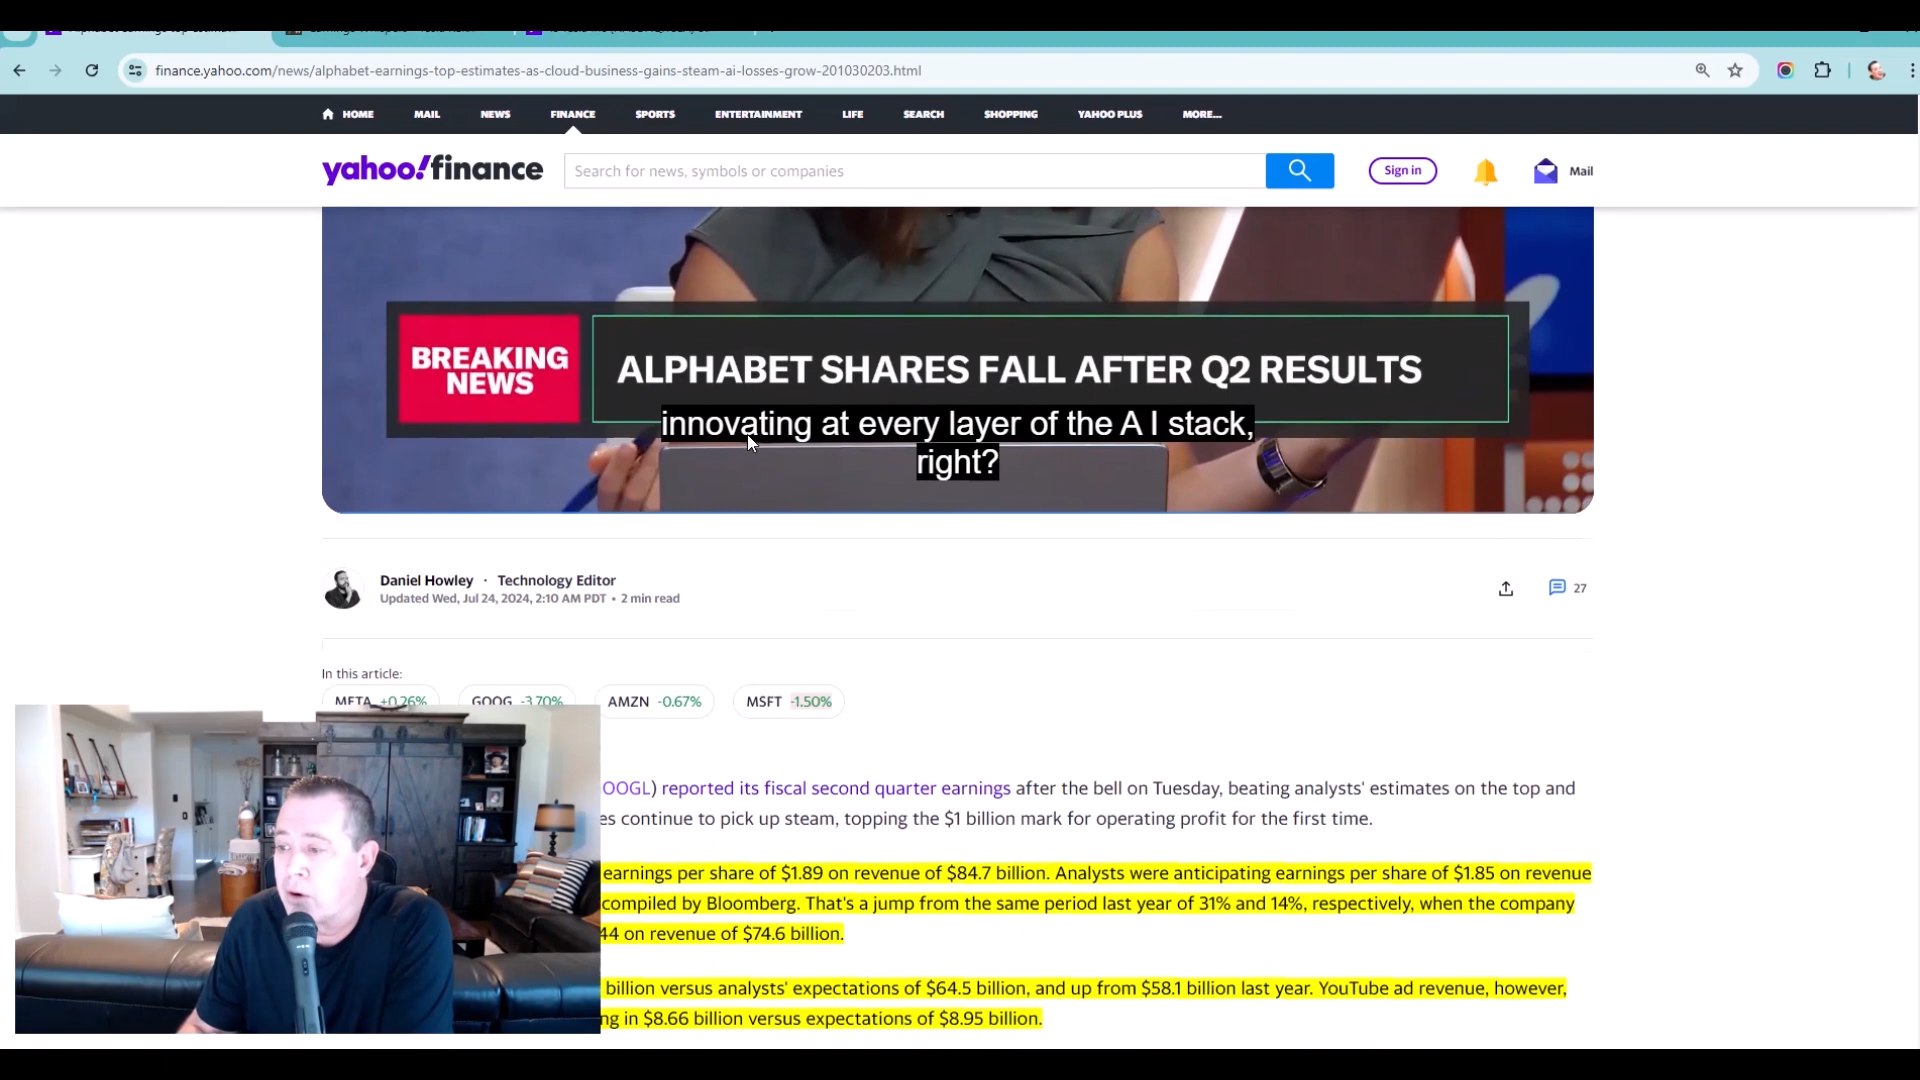 finance.yahoo.com/news/alphabet-earnings-top-estimates-as-cloud-business-gains-steam-ai-losses-grow-201030203.html
HOME MAIL NEWS FINANCE SPORTS ENTERTAINMENT LIFE SEARCH SHOPPING YAHOO PLUS MORE...
yahoo!finance Search for news, symbols or companies Sign in Mail
BREAKING
NEWS
ALPHABET SHARES FALL AFTER Q2 RESULTS
innovating at every layer of the A I stack,
right?
Daniel Howley · Technology Editor
Updated Wed, Jul 24, 2024, 2:10 AM PDT • 2 min read
27
In this article:
META +0.26% GOOG -3.70% AMZN -0.67% MSFT -1.50%
OOGL) reported its fiscal second quarter earnings after the bell on Tuesday, beating analysts' estimates on the top and
es continue to pick up steam, topping the $1 billion mark for operating profit for the first time.
earnings per share of $1.89 on revenue of $84.7 billion. Analysts were anticipating earnings per share of $1.85 on revenue
compiled by Bloomberg. That's a jump from the same period last year of 31% and 14%, respectively, when the company
44 on revenue of $74.6 billion.
billion versus analysts' expectations of $64.5 billion, and up from $58.1 billion last year. YouTube ad revenue, however,
ng in $8.66 billion versus expectations of $8.95 billion.